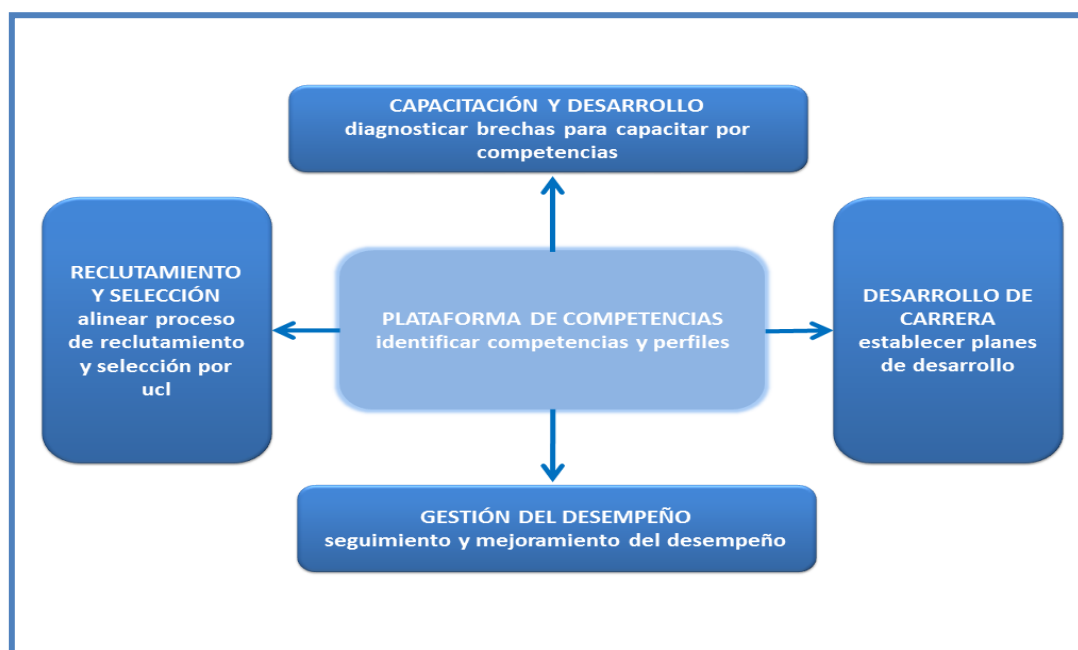 CAPACITACIÓN Y DESARROLLO
diagnosticar brechas para capacitar por
competencias
RECLUTAMIENTO
Y SELECCIÓN
alinear proceso
de reclutamiento
y selección por
ucl
PLATAFORMA DE COMPETENCIAS
identificar competencias y perfiles
DESARROLLO DE
CARRERA
establecer planes
de desarrollo
GESTIÓN DEL DESEMPEÑO
seguimiento y mejoramiento del desempeño